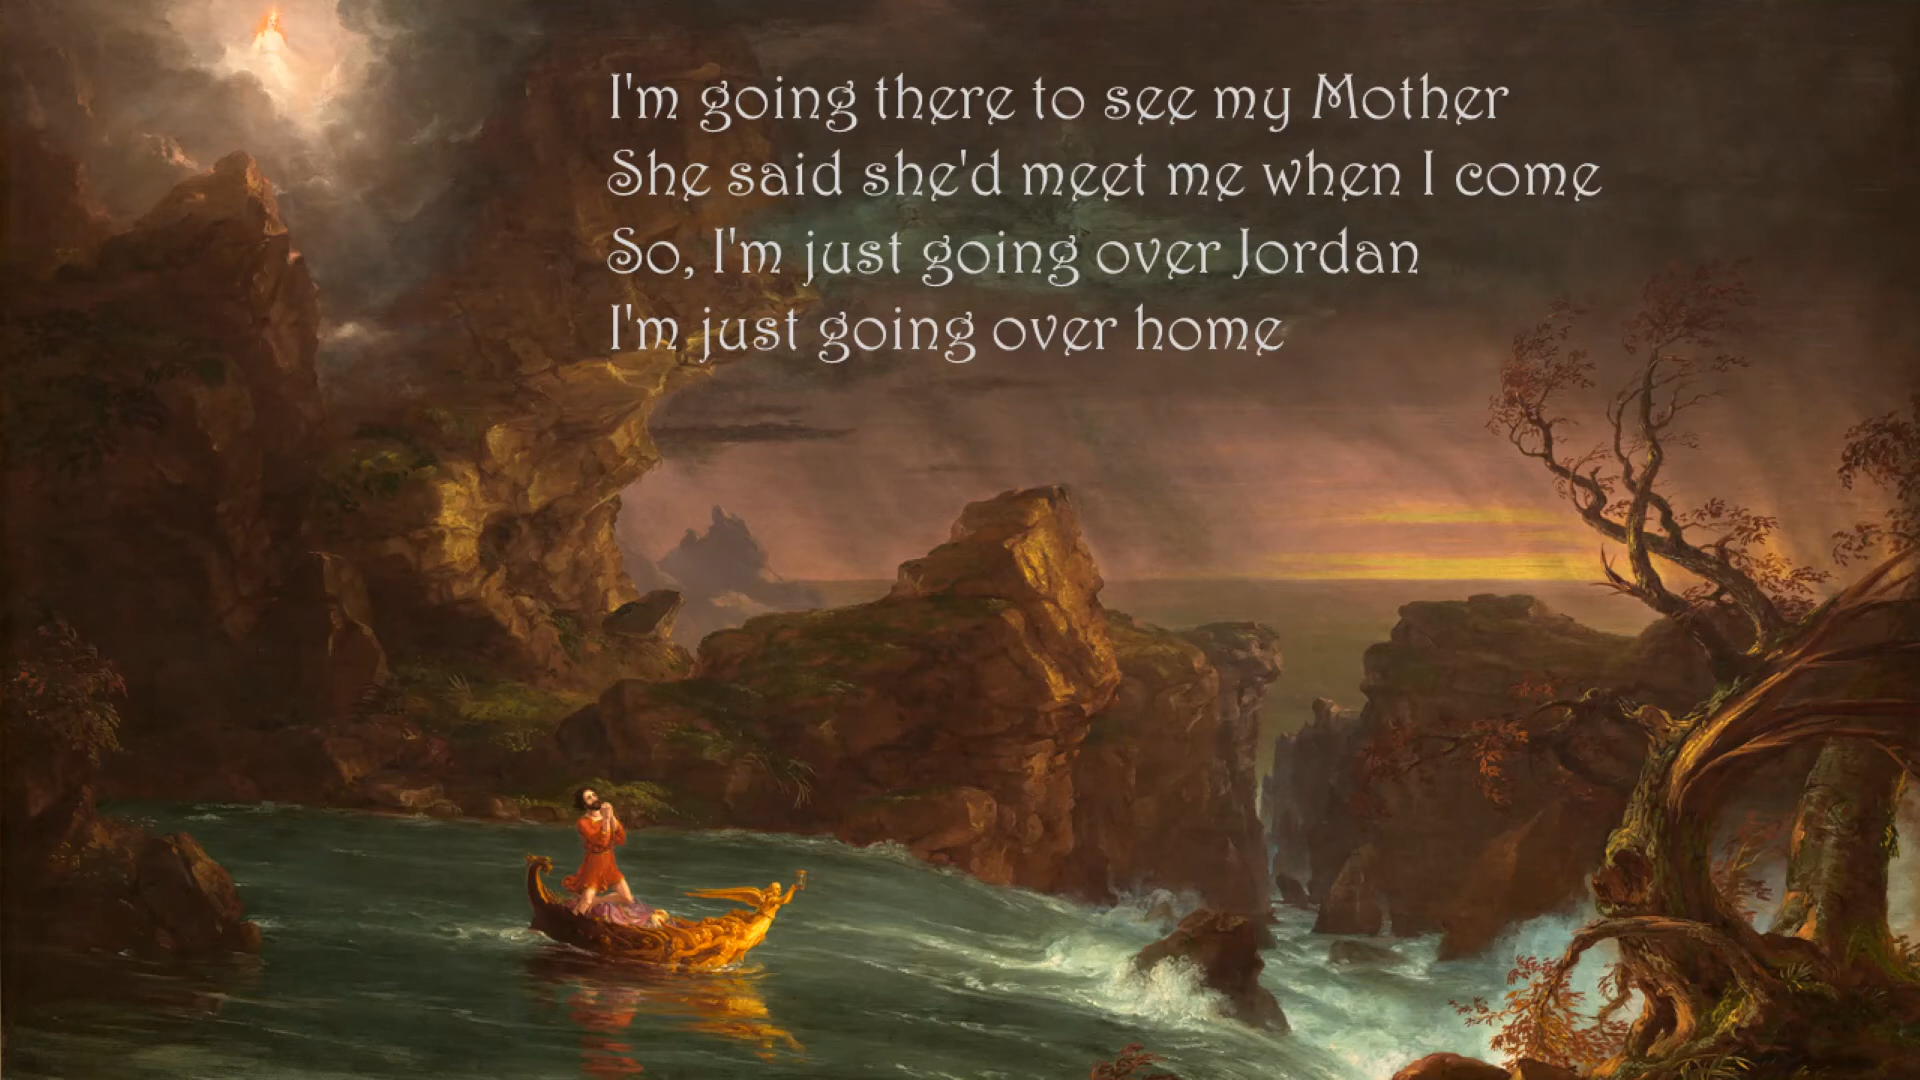 I'm going there to see my Mother
She said she'd meet me when I come
So, I'm just going over Jordan
I'm just going over home